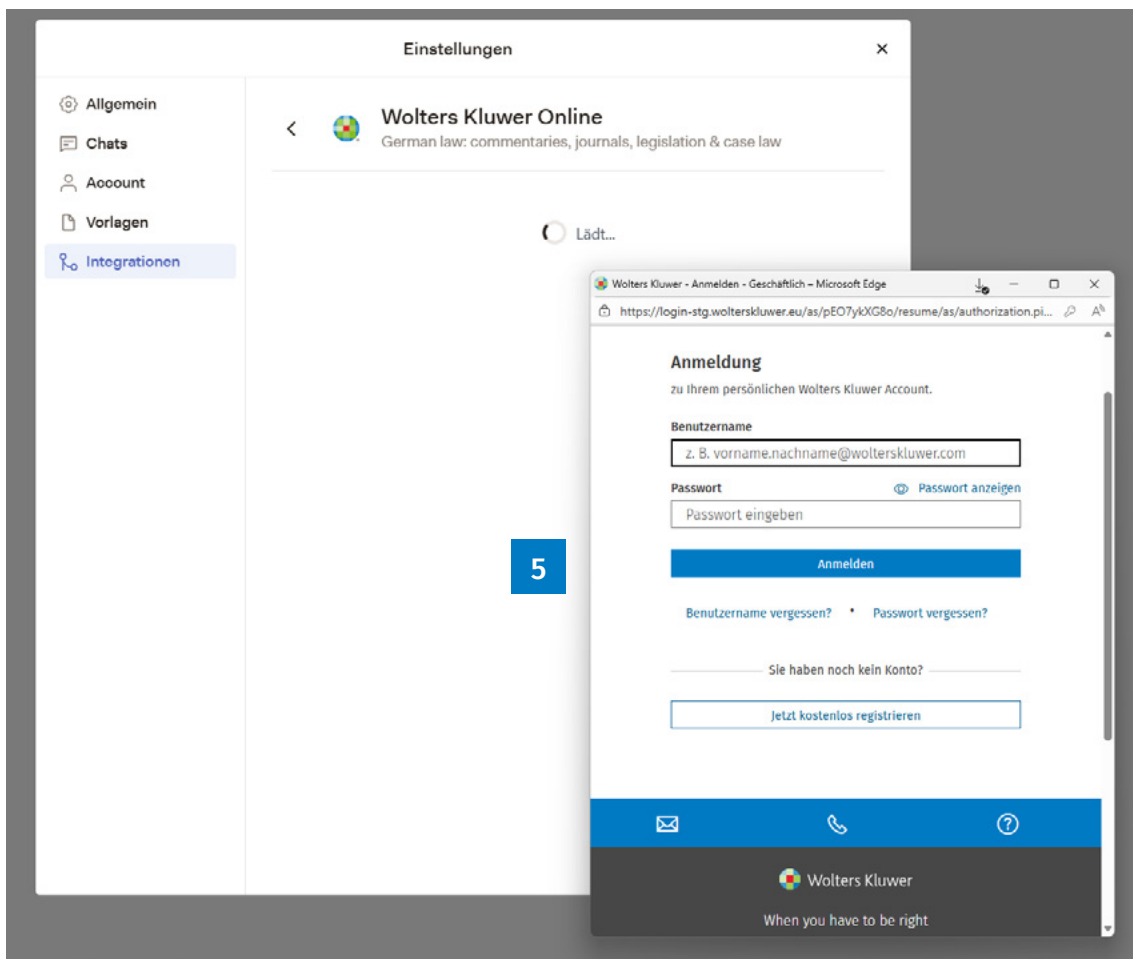 Einstellungen
Allgemein
Chats
Account
Vorlagen
Integrationen
Wolters Kluwer Online
German law: commentaries, journals, legislation & case law
Lädt...
5
Wolters Kluwer - Anmelden - Geschäftlich – Microsoft Edge
https://login-stg.wolterskluwer.eu/as/pEO7ykXG8o/resume/as/authorization.pi...
Anmeldung
zu Ihrem persönlichen Wolters Kluwer Account.
Benutzername
z. B. vorname.nachname@wolterskluwer.com
Passwort Passwort anzeigen
Passwort eingeben
Anmelden
Benutzername vergessen? • Passwort vergessen?
Sie haben noch kein Konto?
Jetzt kostenlos registrieren
Wolters Kluwer
When you have to be right